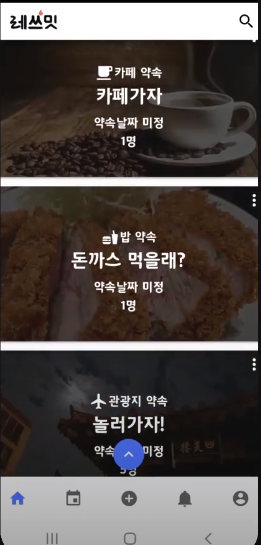 레쓰밋
카페 약속
카페가자
약속날짜 미정
1명
밥 약속
돈까스 먹을래?
약속날짜 미정
1명
관광지 약속
놀러가자!
약속 미정